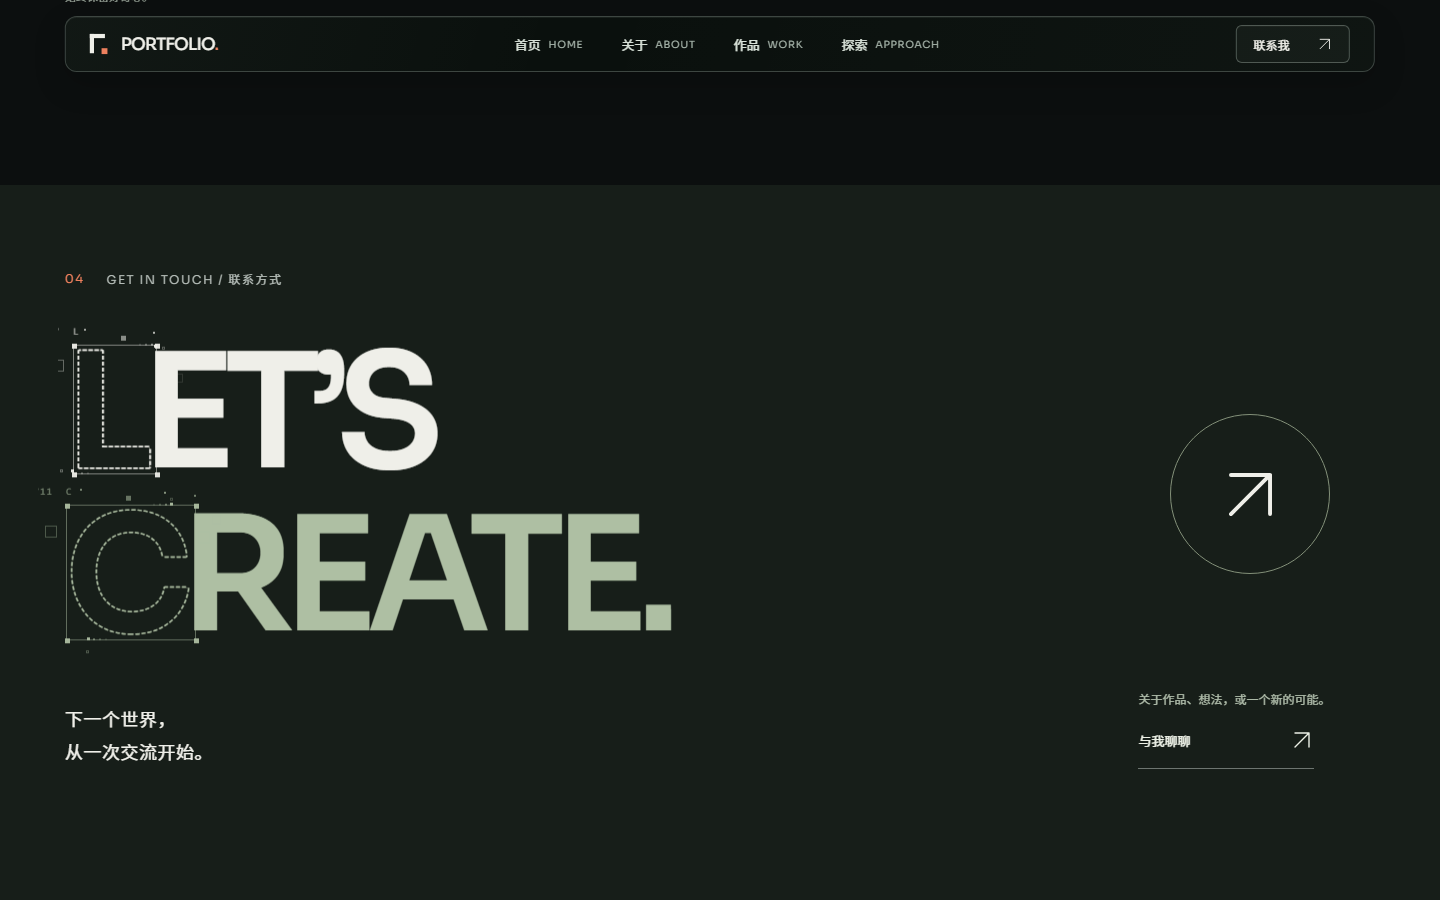 PORTFOLIO.
首页 HOME
关于 ABOUT
作品 WORK
探索 APPROACH
联系我
04 GET IN TOUCH / 联系方式
L
LET’S
11 C
CREATE.
下一个世界，
从一次交流开始。
关于作品、想法，或一个新的可能。
与我聊聊